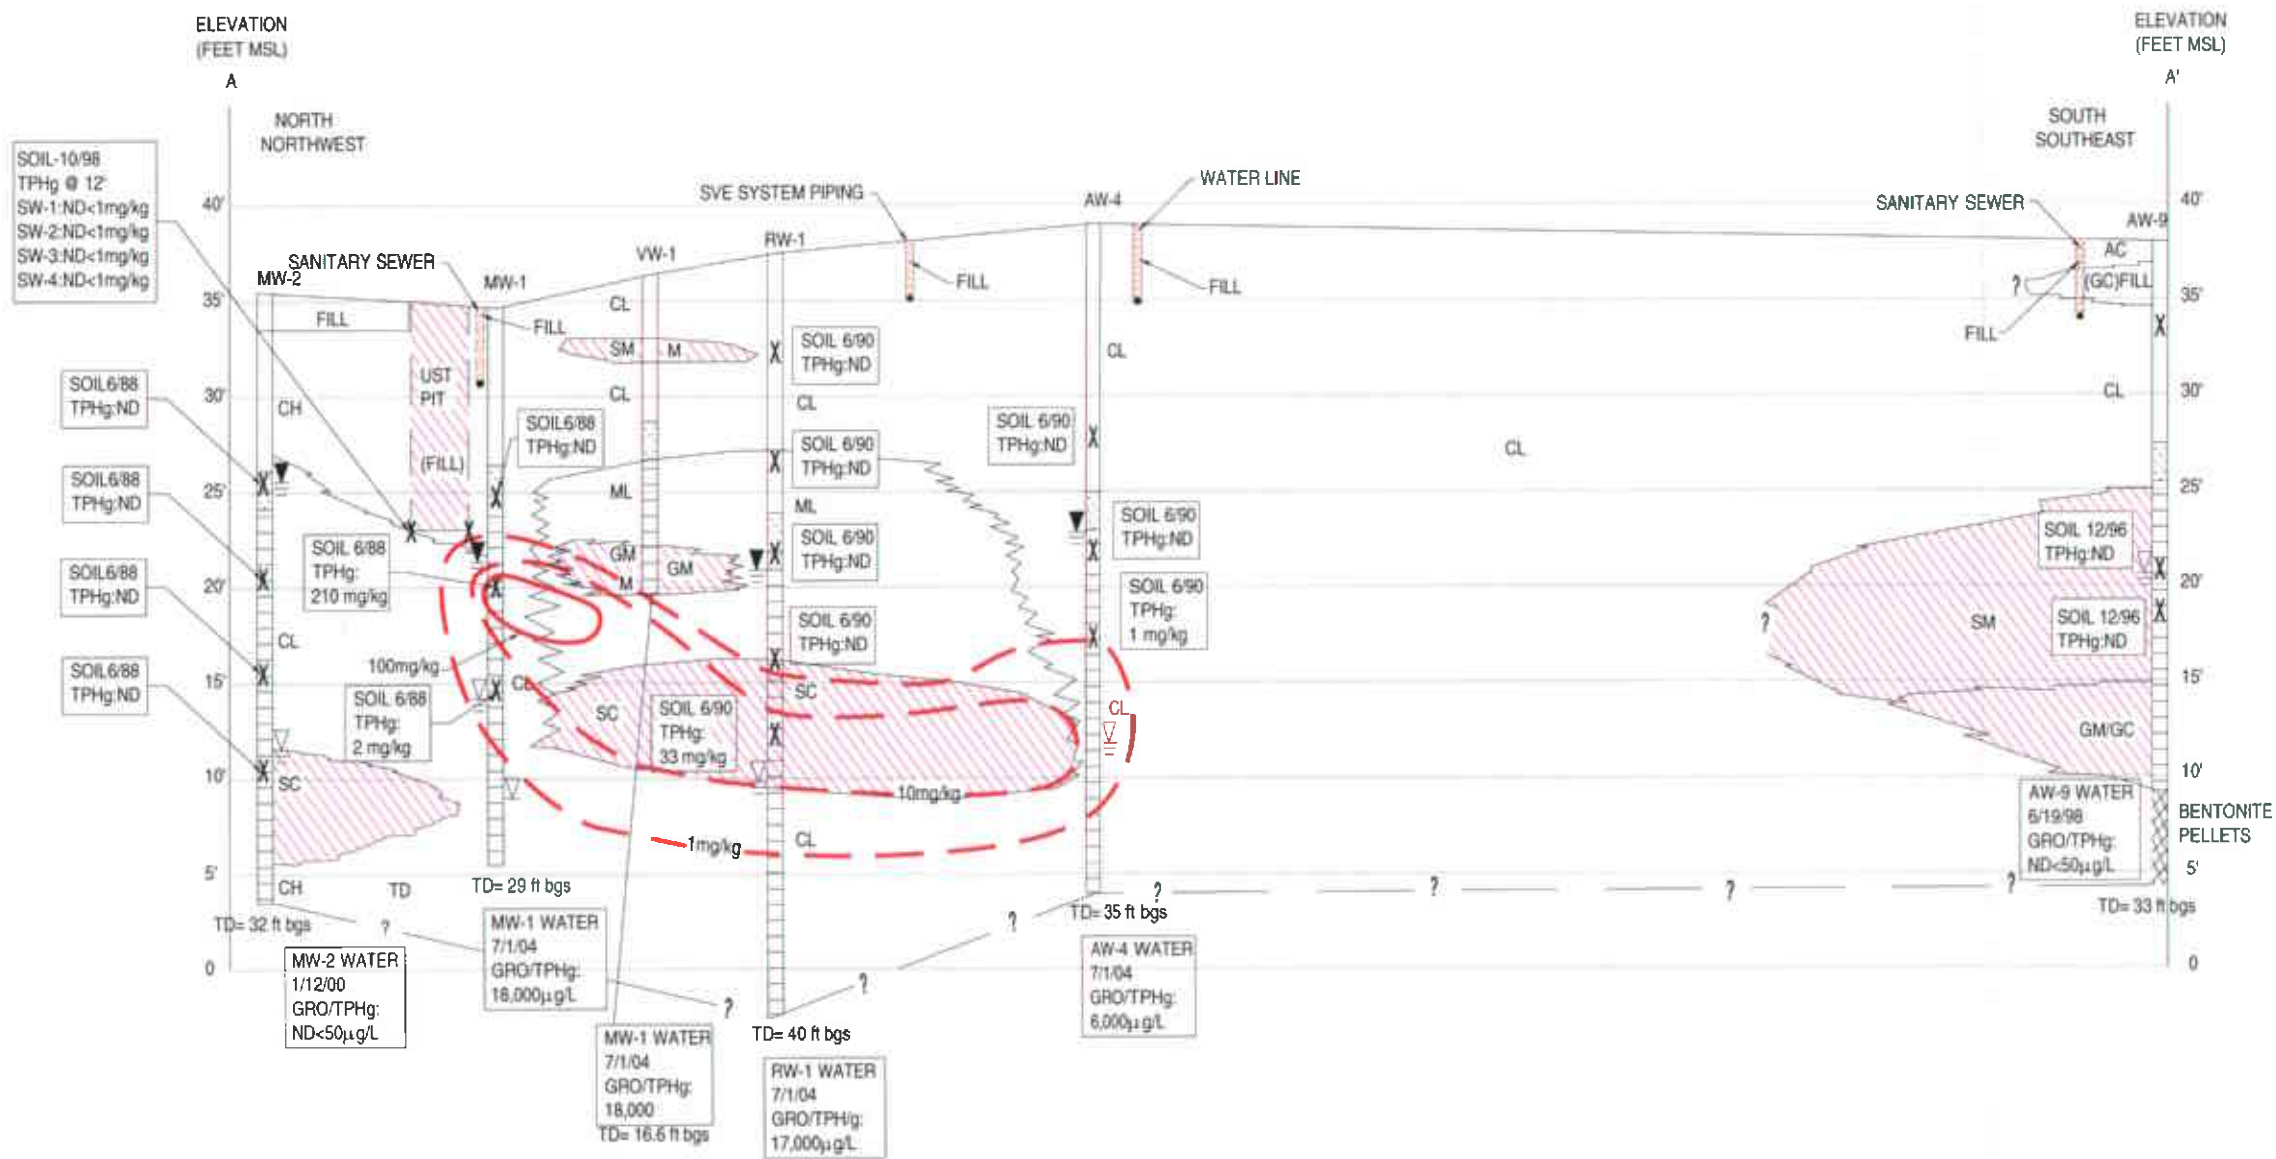 ELEVATION
(FEET MSL)
A
ELEVATION
(FEET MSL)
A'
NORTH
NORTHWEST
SOUTH
SOUTHEAST
SOIL-10/98
TPHg @ 12'
SW-1:ND<1mg/kg
SW-2:ND<1mg/kg
SW-3:ND<1mg/kg
SW-4:ND<1mg/kg
MW-2
SANITARY SEWER
MW-1
VW-1
SVE SYSTEM PIPING
RW-1
AW-4
WATER LINE
SANITARY SEWER
AW-9
40'
35'
30'
25'
20'
15'
10'
5'
0
40'
35'
30'
25'
20'
15'
10'
5'
0
FILL
UST
PIT
(FILL)
FILL
FILL
FILL
FILL
AC
(GC)FILL
?
CH
CL
SC
CH
TD
CL
CL
SM
M
CL
ML
GM
M
GM
SC
CL
ML
SC
CL
CL
CL
CL
CL
SM
GM/GC
?
SOIL6/88
TPHg:ND
SOIL6/88
TPHg:ND
SOIL6/88
TPHg:ND
SOIL6/88
TPHg:ND
SOIL6/88
TPHg:ND
SOIL 6/88
TPHg:
210 mg/kg
100mg/kg
SOIL 6/88
TPHg:
2 mg/kg
SOIL 6/90
TPHg:ND
SOIL 6/90
TPHg:ND
SOIL 6/90
TPHg:ND
SOIL 6/90
TPHg:ND
SOIL 6/90
TPHg:
33 mg/kg
10mg/kg
1mg/kg
SOIL 6/90
TPHg:ND
SOIL 6/90
TPHg:ND
SOIL 6/90
TPHg:
1 mg/kg
SOIL 12/96
TPHg:ND
SOIL 12/96
TPHg:ND
AW-9 WATER
6/19/98
GRO/TPHg:
ND<50µg/L
BENTONITE
PELLETS
TD= 32 ft bgs
?
TD= 29 ft bgs
?
TD= 40 ft bgs
?
?
TD= 35 ft bgs
?
?
?
?
TD= 33 ft bgs
MW-2 WATER
1/12/00
GRO/TPHg:
ND<50µg/L
MW-1 WATER
7/1/04
GRO/TPHg:
18,000µg/L
MW-1 WATER
7/1/04
GRO/TPHg:
18,000
TD= 16.6 ft bgs
RW-1 WATER
7/1/04
GRO/TPH/g:
17,000µg/L
AW-4 WATER
7/1/04
GRO/TPHg:
6,000µg/L